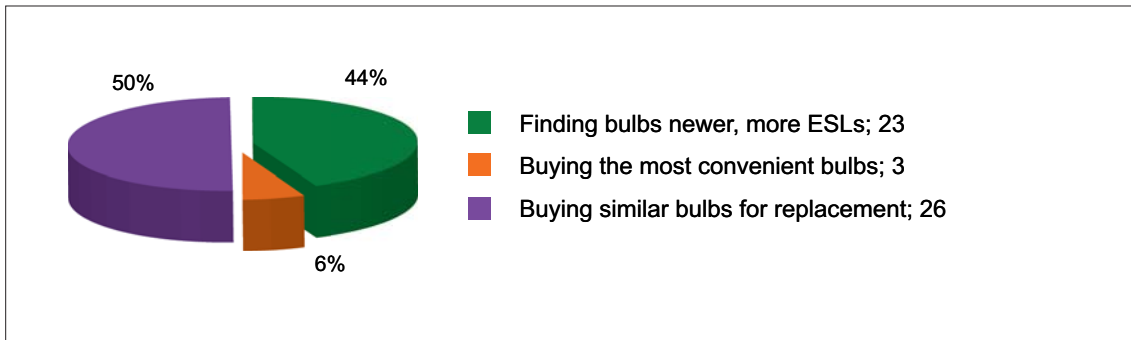 50%
44%
6%
Finding bulbs newer, more ESLs; 23
Buying the most convenient bulbs; 3
Buying similar bulbs for replacement; 26